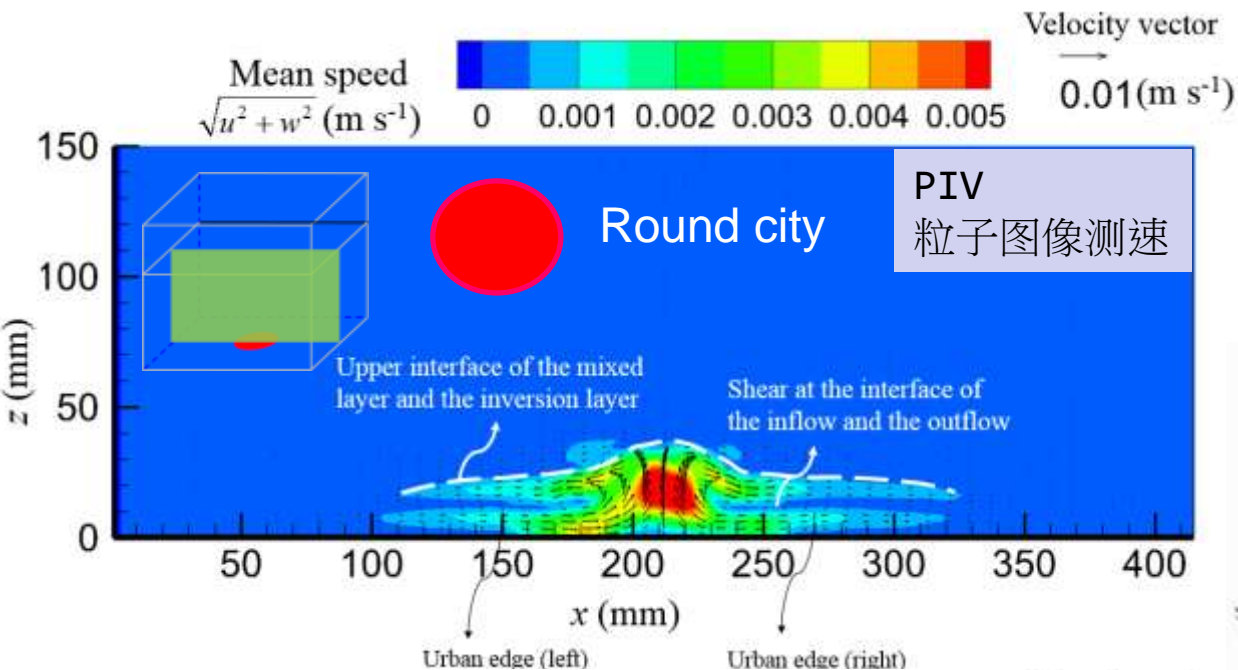 Velocity vector
0.01(m s⁻¹)
Mean speed
√u² + w² (m s⁻¹)
0 0.001 0.002 0.003 0.004 0.005
PIV
粒子图像测速
Round city
Upper interface of the mixed
layer and the inversion layer
Shear at the interface of
the inflow and the outflow
150
100
50
0
z (mm)
50 100 150 200 250 300 350 400
x (mm)
Urban edge (left)
Urban edge (right)